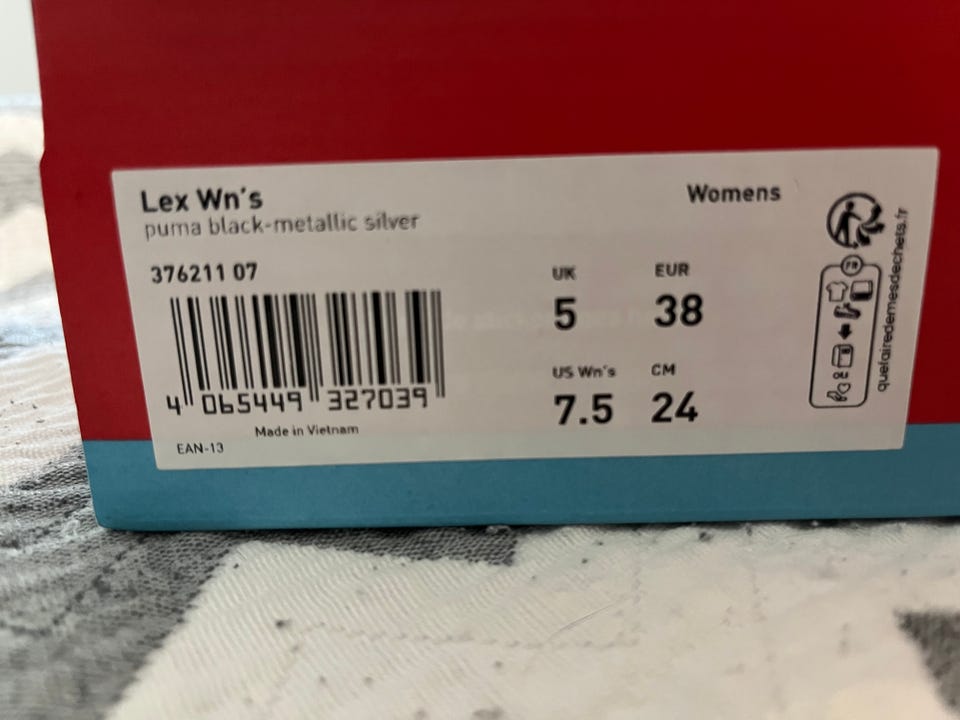 Lex Wn's
puma black-metallic silver
Womens
376211 07
UK
EUR
5
38
US Wn's
CM
7.5
24
4 065449 327039
Made in Vietnam
EAN-13
FR
quefairedemesdechets.fr